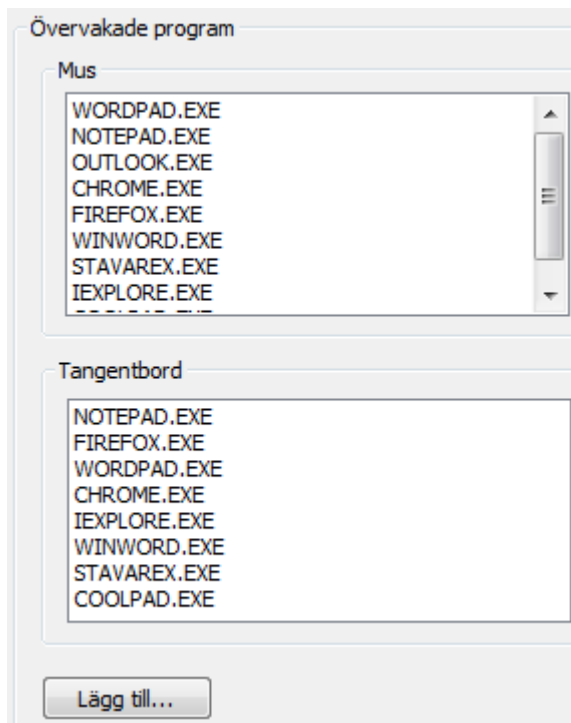 Övervakade program
Mus
WORDPAD.EXE
NOTEPAD.EXE
OUTLOOK.EXE
CHROME.EXE
FIREFOX.EXE
WINWORD.EXE
STAVAREX.EXE
IEXPLORE.EXE
Tangentbord
NOTEPAD.EXE
FIREFOX.EXE
WORDPAD.EXE
CHROME.EXE
IEXPLORE.EXE
WINWORD.EXE
STAVAREX.EXE
COOLPAD.EXE
Lägg till...